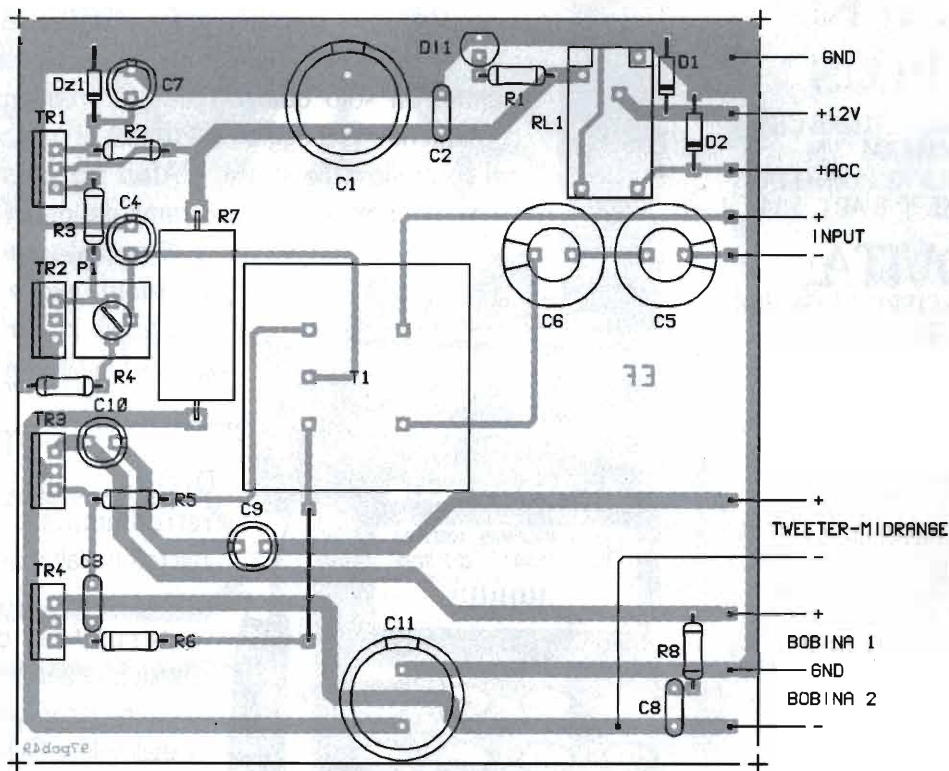 DI1
GND
Dz1
C7
R1
D1
+12V
TR1
R2
RL1
C2
D2
C1
+ACC
C4
R3
R7
+
INPUT
-
TR2
P1
C6
C5
EF
T1
R4
C10
TR3
R5
C9
+
TWEETER-MIDRANGE
-
C3
TR4
C11
+
R6
R8
BOBINA 1
GND
BOBINA 2
C8
-
97pcb49